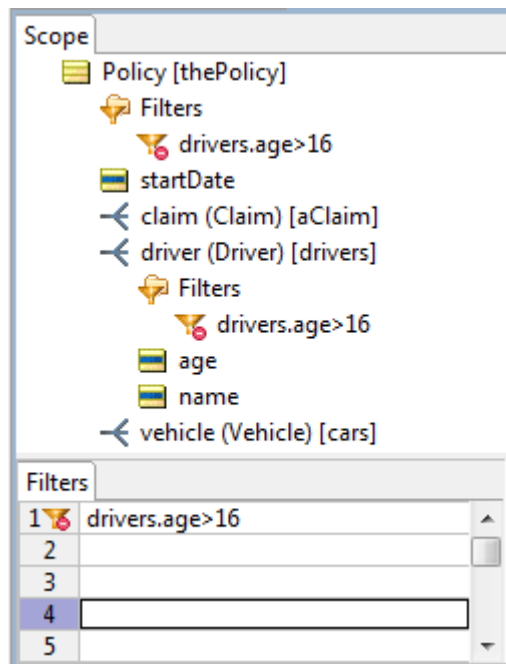 Scope
Policy [thePolicy]
Filters
drivers.age>16
startDate
claim (Claim) [aClaim]
driver (Driver) [drivers]
Filters
drivers.age>16
age
name
vehicle (Vehicle) [cars]
Filters
1 drivers.age>16
2
3
4
5